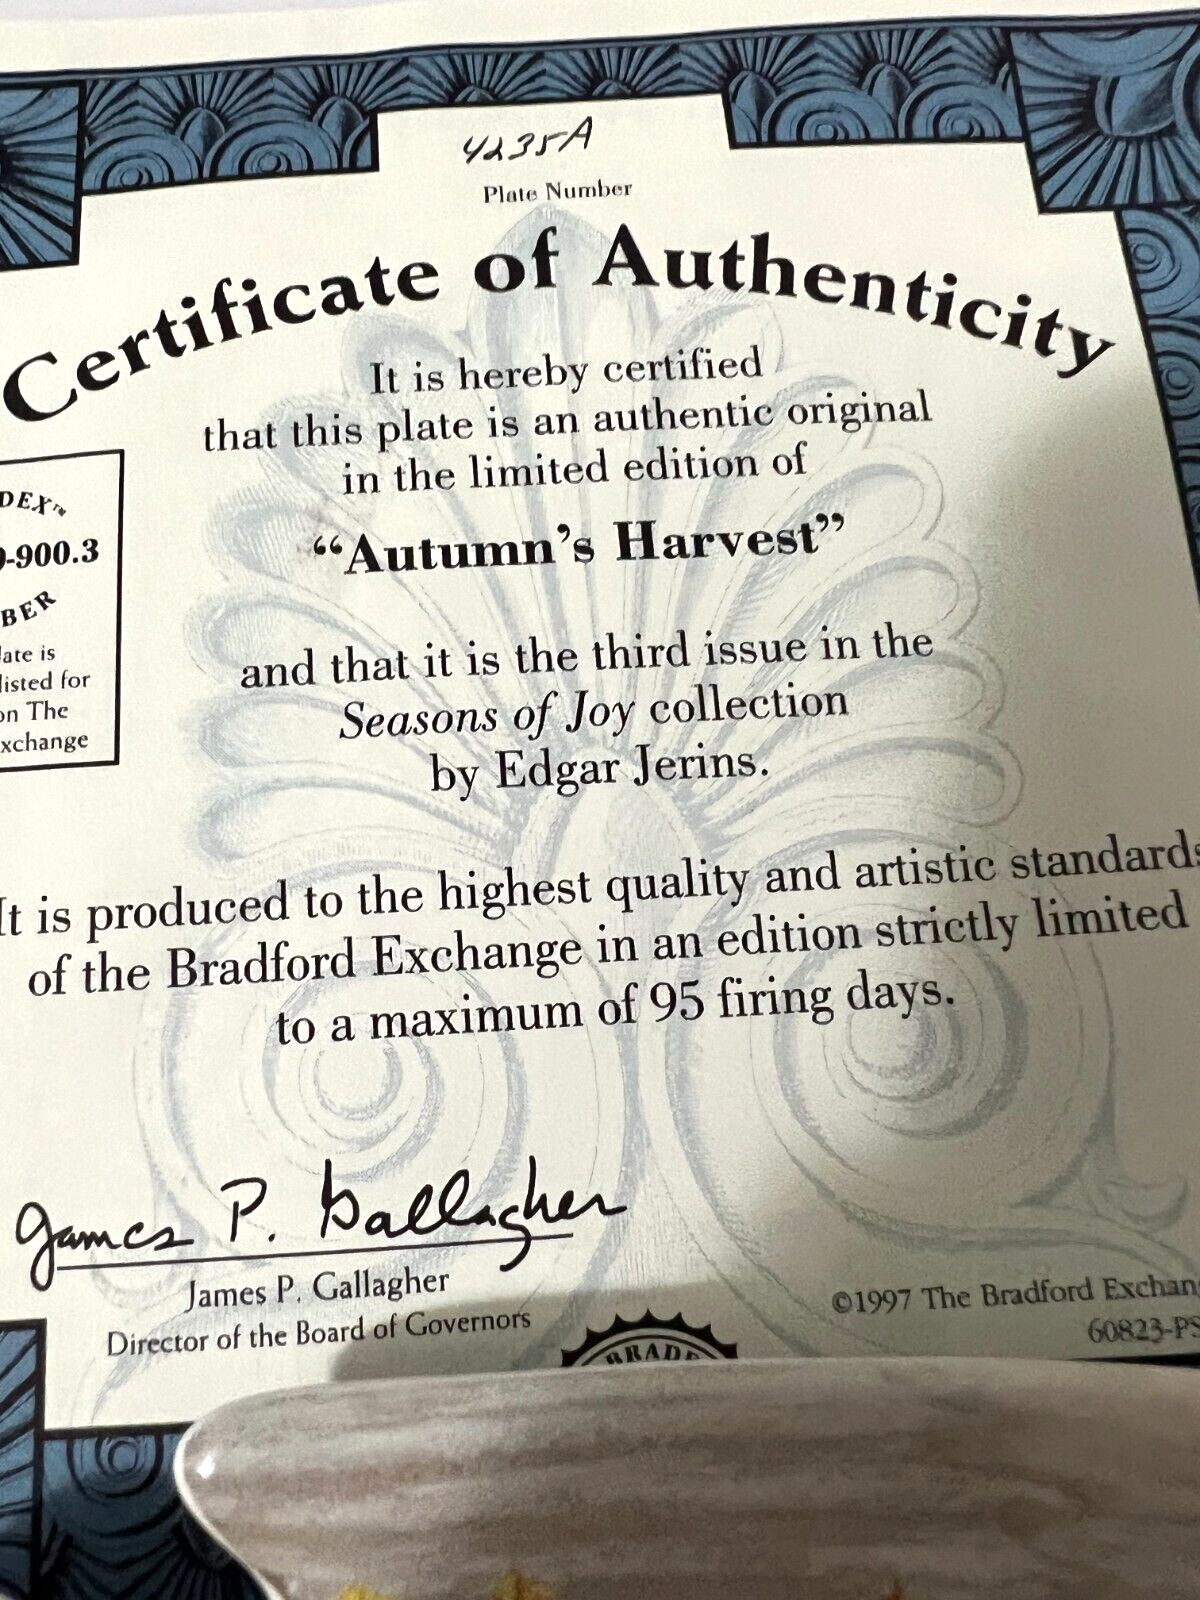 4235A
Plate Number
Certificate of Authenticity
It is hereby certified
that this plate is an authentic original
in the limited edition of
“Autumn’s Harvest”
and that it is the third issue in the
Seasons of Joy collection
by Edgar Jerins.
DEX™
-900.3
BER
ate is
listed for
on The
xchange
It is produced to the highest quality and artistic standards
of the Bradford Exchange in an edition strictly limited
to a maximum of 95 firing days.
James P. Gallagher
James P. Gallagher
Director of the Board of Governors
©1997 The Bradford Exchan
60823-PS
BRADF